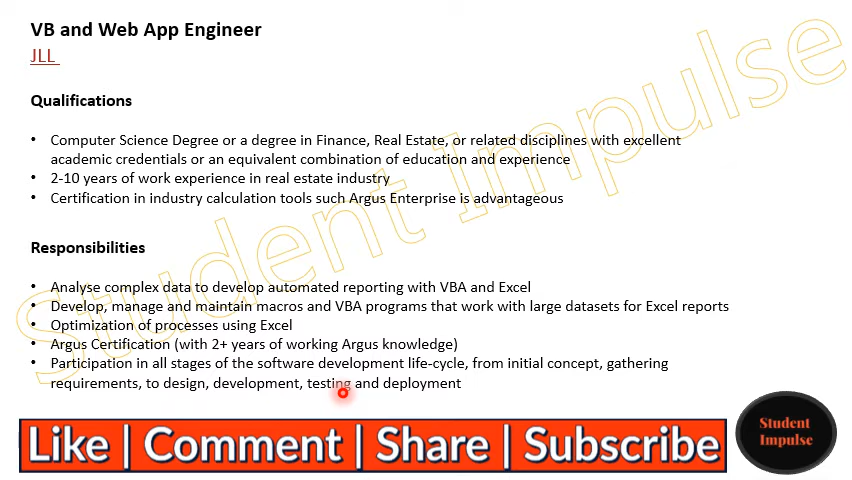 VB and Web App Engineer
JLL
Qualifications
• Computer Science Degree or a degree in Finance, Real Estate, or related disciplines with excellent
academic credentials or an equivalent combination of education and experience
• 2-10 years of work experience in real estate industry
• Certification in industry calculation tools such Argus Enterprise is advantageous
Responsibilities
• Analyse complex data to develop automated reporting with VBA and Excel
• Develop, manage and maintain macros and VBA programs that work with large datasets for Excel reports
• Optimization of processes using Excel
• Argus Certification (with 2+ years of working Argus knowledge)
• Participation in all stages of the software development life-cycle, from initial concept, gathering
requirements, to design, development, testing and deployment
Student Impulse
Like | Comment | Share | Subscribe
Student
Impulse